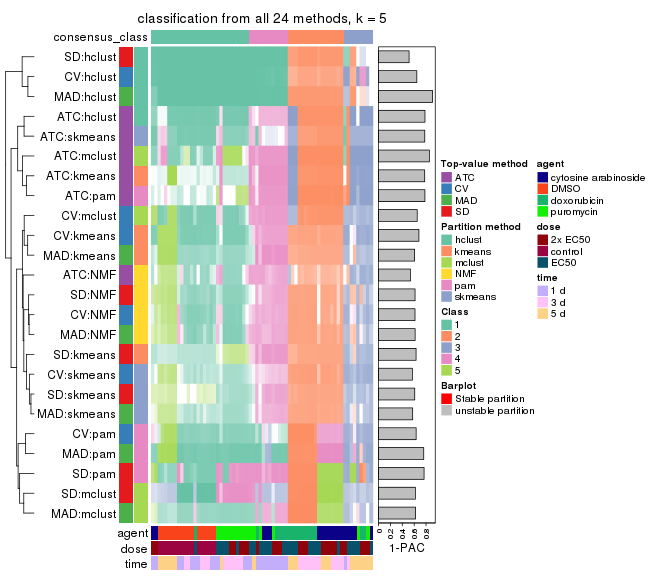 classification from all 24 methods, k = 5
consensus_class
SD:hclust
CV:hclust
MAD:hclust
ATC:hclust
ATC:skmeans
ATC:mclust
ATC:kmeans
ATC:pam
CV:mclust
CV:kmeans
MAD:kmeans
ATC:NMF
SD:NMF
CV:NMF
MAD:NMF
SD:kmeans
CV:skmeans
SD:skmeans
MAD:skmeans
CV:pam
MAD:pam
SD:pam
SD:mclust
MAD:mclust
agent
dose
time
0 0.2 0.4 0.6 0.8
1-PAC
Top-value method
ATC
CV
MAD
SD
Partition method
hclust
kmeans
mclust
NMF
pam
skmeans
Class
1
2
3
4
5
Barplot
Stable partition
unstable partition
agent
cytosine arabinoside
DMSO
doxorubicin
puromycin
dose
2x EC50
control
EC50
time
1 d
3 d
5 d